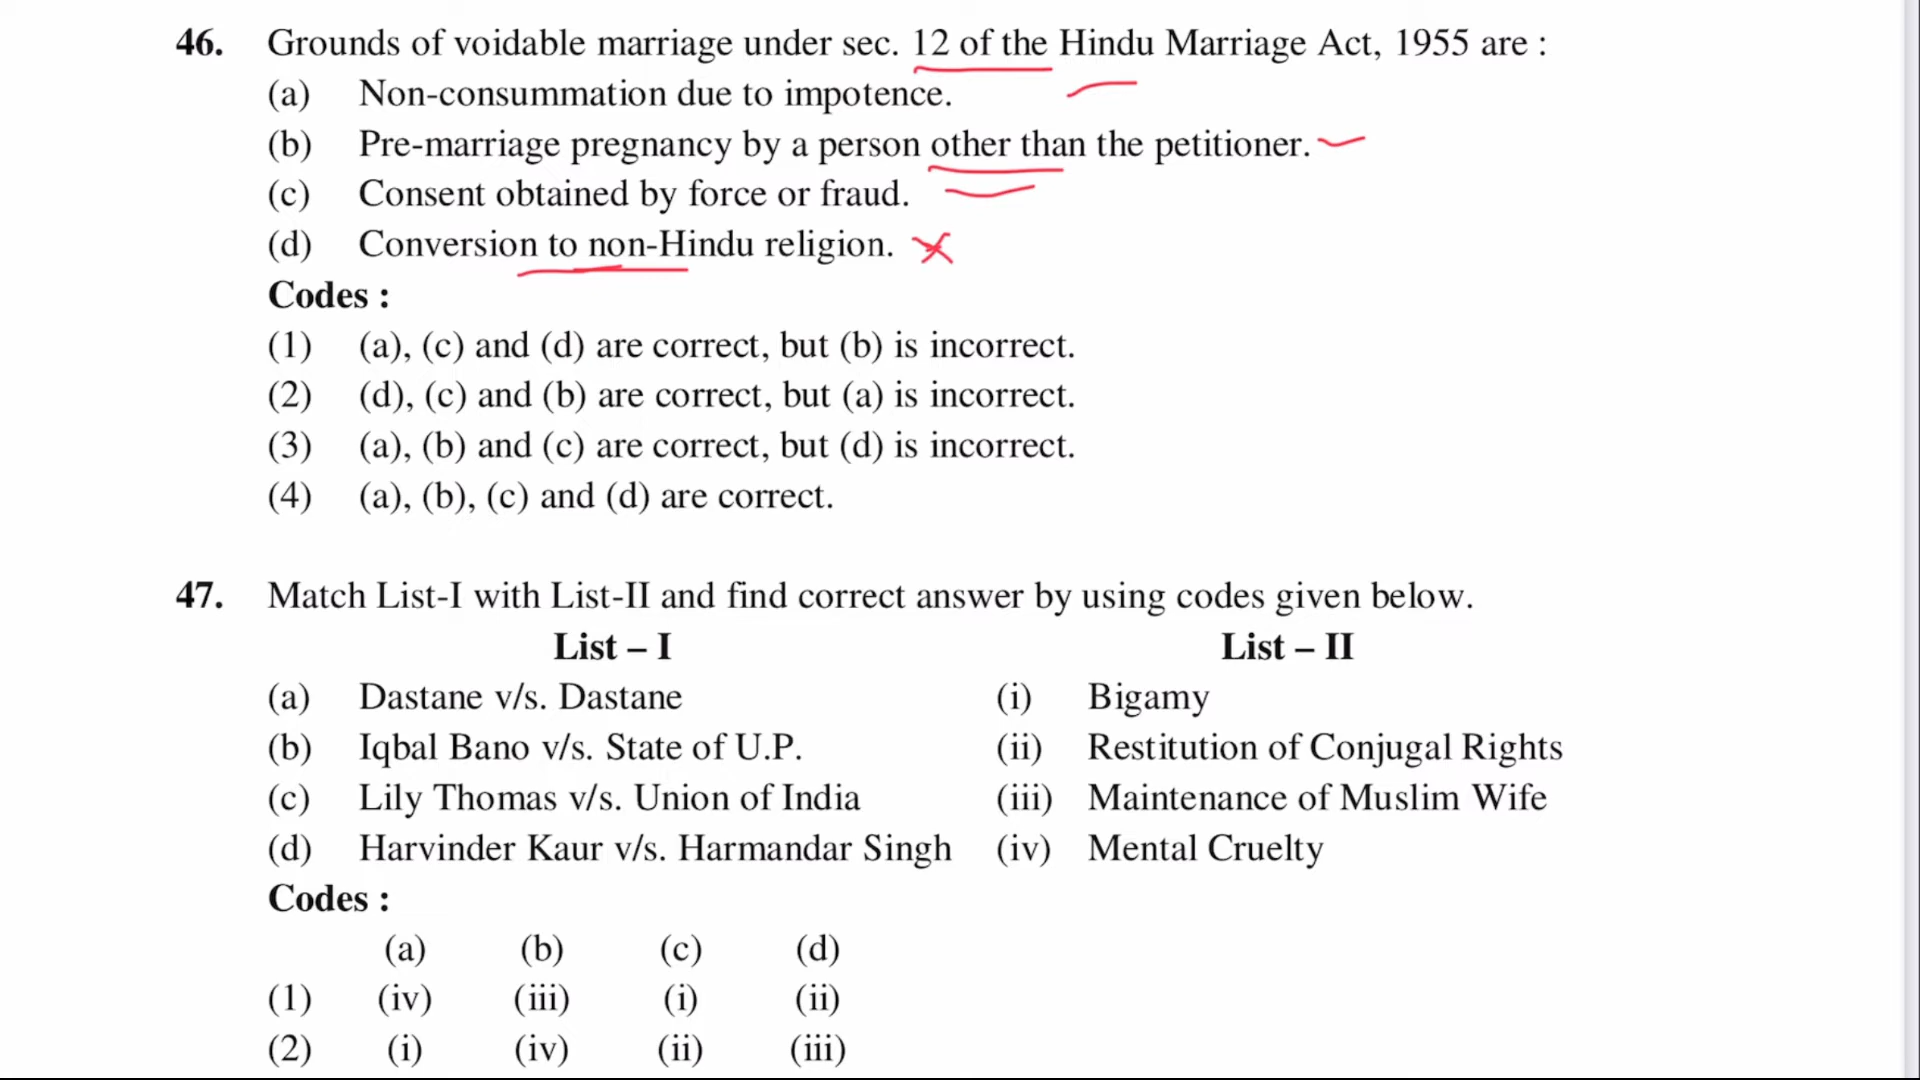 46. Grounds of voidable marriage under sec. 12 of the Hindu Marriage Act, 1955 are :
(a) Non-consummation due to impotence.
(b) Pre-marriage pregnancy by a person other than the petitioner.
(c) Consent obtained by force or fraud.
(d) Conversion to non-Hindu religion.
Codes :
(1) (a), (c) and (d) are correct, but (b) is incorrect.
(2) (d), (c) and (b) are correct, but (a) is incorrect.
(3) (a), (b) and (c) are correct, but (d) is incorrect.
(4) (a), (b), (c) and (d) are correct.
47. Match List-I with List-II and find correct answer by using codes given below.
List – I List – II
(a) Dastane v/s. Dastane (i) Bigamy
(b) Iqbal Bano v/s. State of U.P. (ii) Restitution of Conjugal Rights
(c) Lily Thomas v/s. Union of India (iii) Maintenance of Muslim Wife
(d) Harvinder Kaur v/s. Harmandar Singh (iv) Mental Cruelty
Codes :
(a) (b) (c) (d)
(1) (iv) (iii) (i) (ii)
(2) (i) (iv) (ii) (iii)